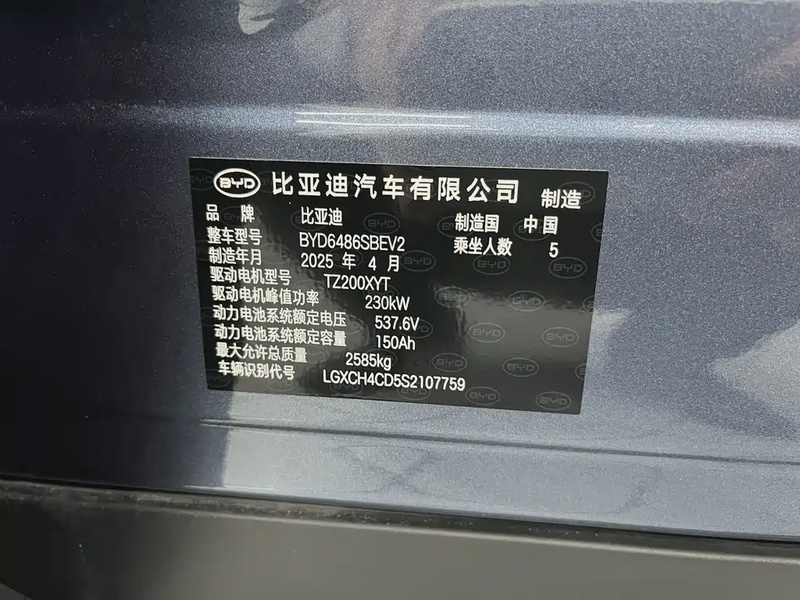 BYD 比亚迪汽车有限公司 制造
品 牌 比亚迪 制造国 中国
整车型号 BYD6486SBEV2 乘坐人数 5
制造年月 2025 年 4 月
驱动电机型号 TZ200XYT
驱动电机峰值功率 230kW
动力电池系统额定电压 537.6V
动力电池系统额定容量 150Ah
最大允许总质量 2585kg
车辆识别代号 LGXCH4CD5S2107759